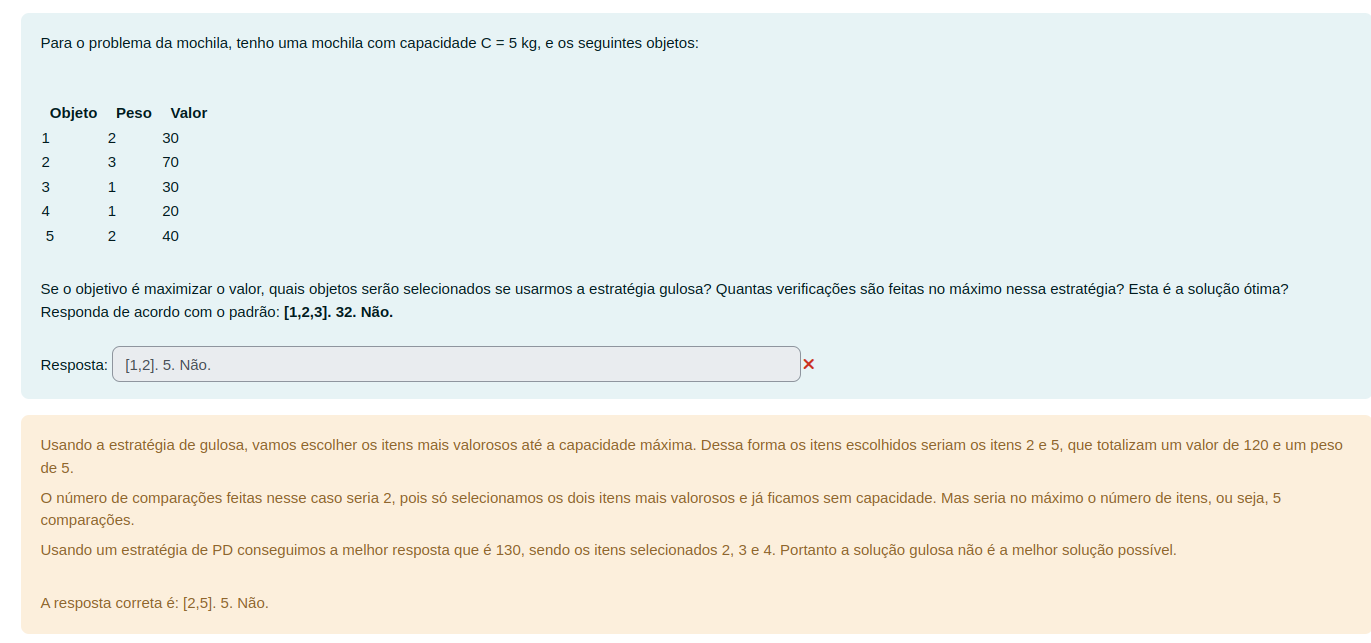 Para o problema da mochila, tenho uma mochila com capacidade C = 5 kg, e os seguintes objetos:
Objeto Peso Valor
1 2 30
2 3 70
3 1 30
4 1 20
5 2 40
Se o objetivo é maximizar o valor, quais objetos serão selecionados se usarmos a estratégia gulosa? Quantas verificações são feitas no máximo nessa estratégia? Esta é a solução ótima?
Responda de acordo com o padrão: [1,2,3]. 32. Não.
Resposta: [1,2]. 5. Não.
Usando a estratégia de gulosa, vamos escolher os itens mais valorosos até a capacidade máxima. Dessa forma os itens escolhidos seriam os itens 2 e 5, que totalizam um valor de 120 e um peso
de 5.
O número de comparações feitas nesse caso seria 2, pois só selecionamos os dois itens mais valorosos e já ficamos sem capacidade. Mas seria no máximo o número de itens, ou seja, 5
comparações.
Usando um estratégia de PD conseguimos a melhor resposta que é 130, sendo os itens selecionados 2, 3 e 4. Portanto a solução gulosa não é a melhor solução possível.
A resposta correta é: [2,5]. 5. Não.